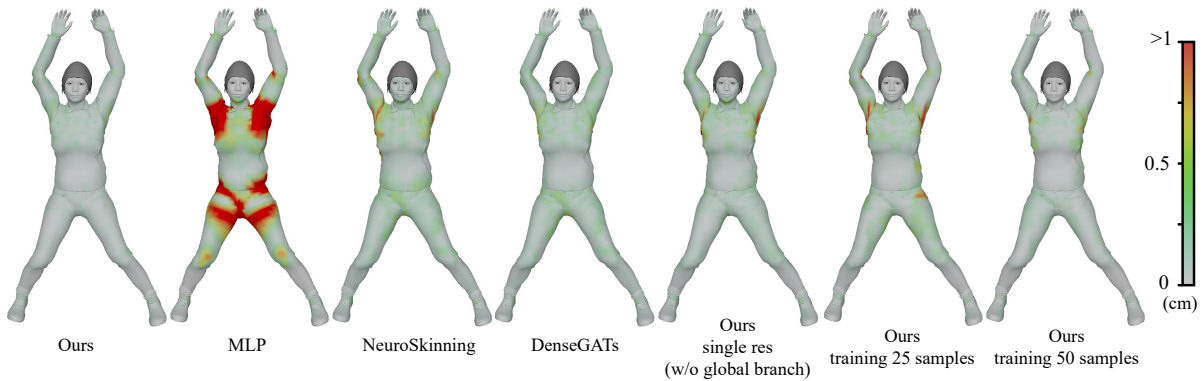 >1
0.5
0
(cm)
Ours
MLP
NeuroSkinning
DenseGATs
Ours
single res
(w/o global branch)
Ours
training 25 samples
Ours
training 50 samples